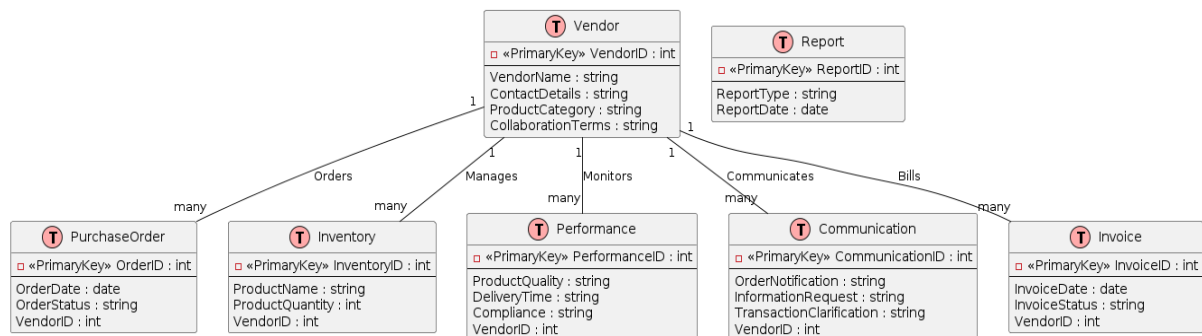 T Vendor
«PrimaryKey» VendorID : int
VendorName : string
ContactDetails : string
ProductCategory : string
CollaborationTerms : string
T Report
«PrimaryKey» ReportID : int
ReportType : string
ReportDate : date
1
1
1
1
1
Orders
Manages
Monitors
Communicates
Bills
many
many
many
many
many
T PurchaseOrder
«PrimaryKey» OrderID : int
OrderDate : date
OrderStatus : string
VendorID : int
T Inventory
«PrimaryKey» InventoryID : int
ProductName : string
ProductQuantity : int
VendorID : int
T Performance
«PrimaryKey» PerformanceID : int
ProductQuality : string
DeliveryTime : string
Compliance : string
VendorID : int
T Communication
«PrimaryKey» CommunicationID : int
OrderNotification : string
InformationRequest : string
TransactionClarification : string
VendorID : int
T Invoice
«PrimaryKey» InvoiceID : int
InvoiceDate : date
InvoiceStatus : string
VendorID : int